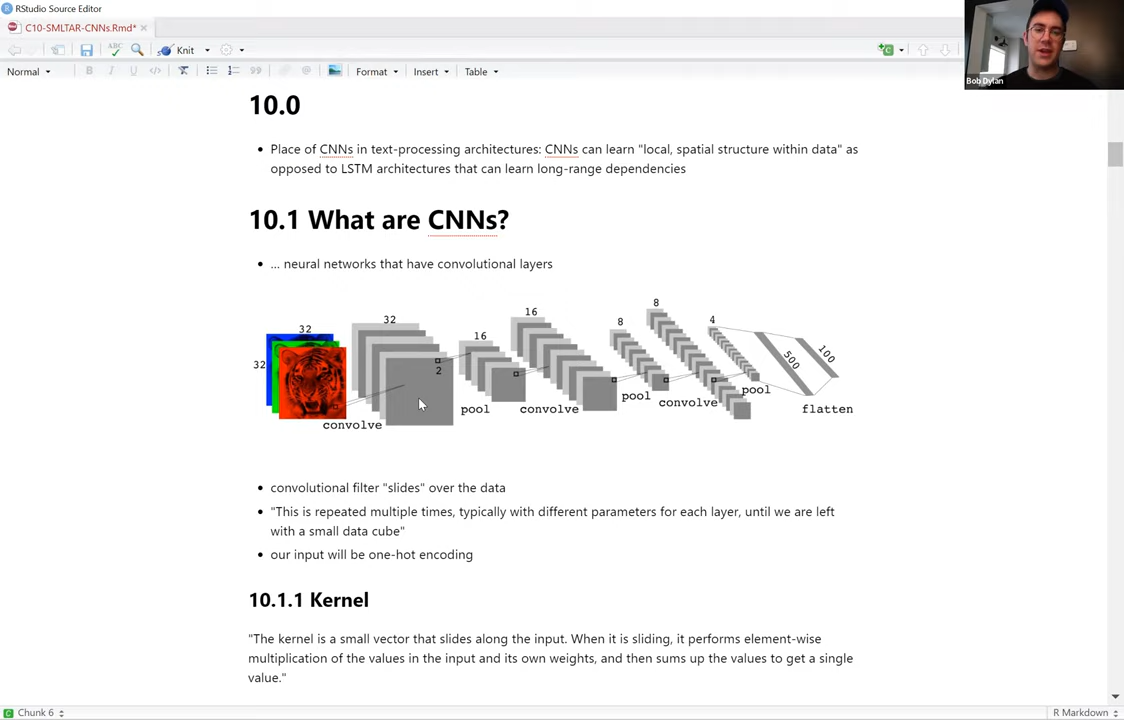 RStudio Source Editor
C10-SMLTAR-CNNs.Rmd*
ABC
Knit
Normal
B I U </>
Format
Insert
Table
Bob Dylan
10.0
Place of CNNs in text-processing architectures: CNNs can learn "local, spatial structure within data" as
opposed to LSTM architectures that can learn long-range dependencies
10.1 What are CNNs?
... neural networks that have convolutional layers
32
32
32
2
convolve
16
pool
16
convolve
8
pool
8
convolve
4
pool
500
100
flatten
convolutional filter "slides" over the data
"This is repeated multiple times, typically with different parameters for each layer, until we are left
with a small data cube"
our input will be one-hot encoding
10.1.1 Kernel
"The kernel is a small vector that slides along the input. When it is sliding, it performs element-wise
multiplication of the values in the input and its own weights, and then sums up the values to get a single
value."
Chunk 6
R Markdown